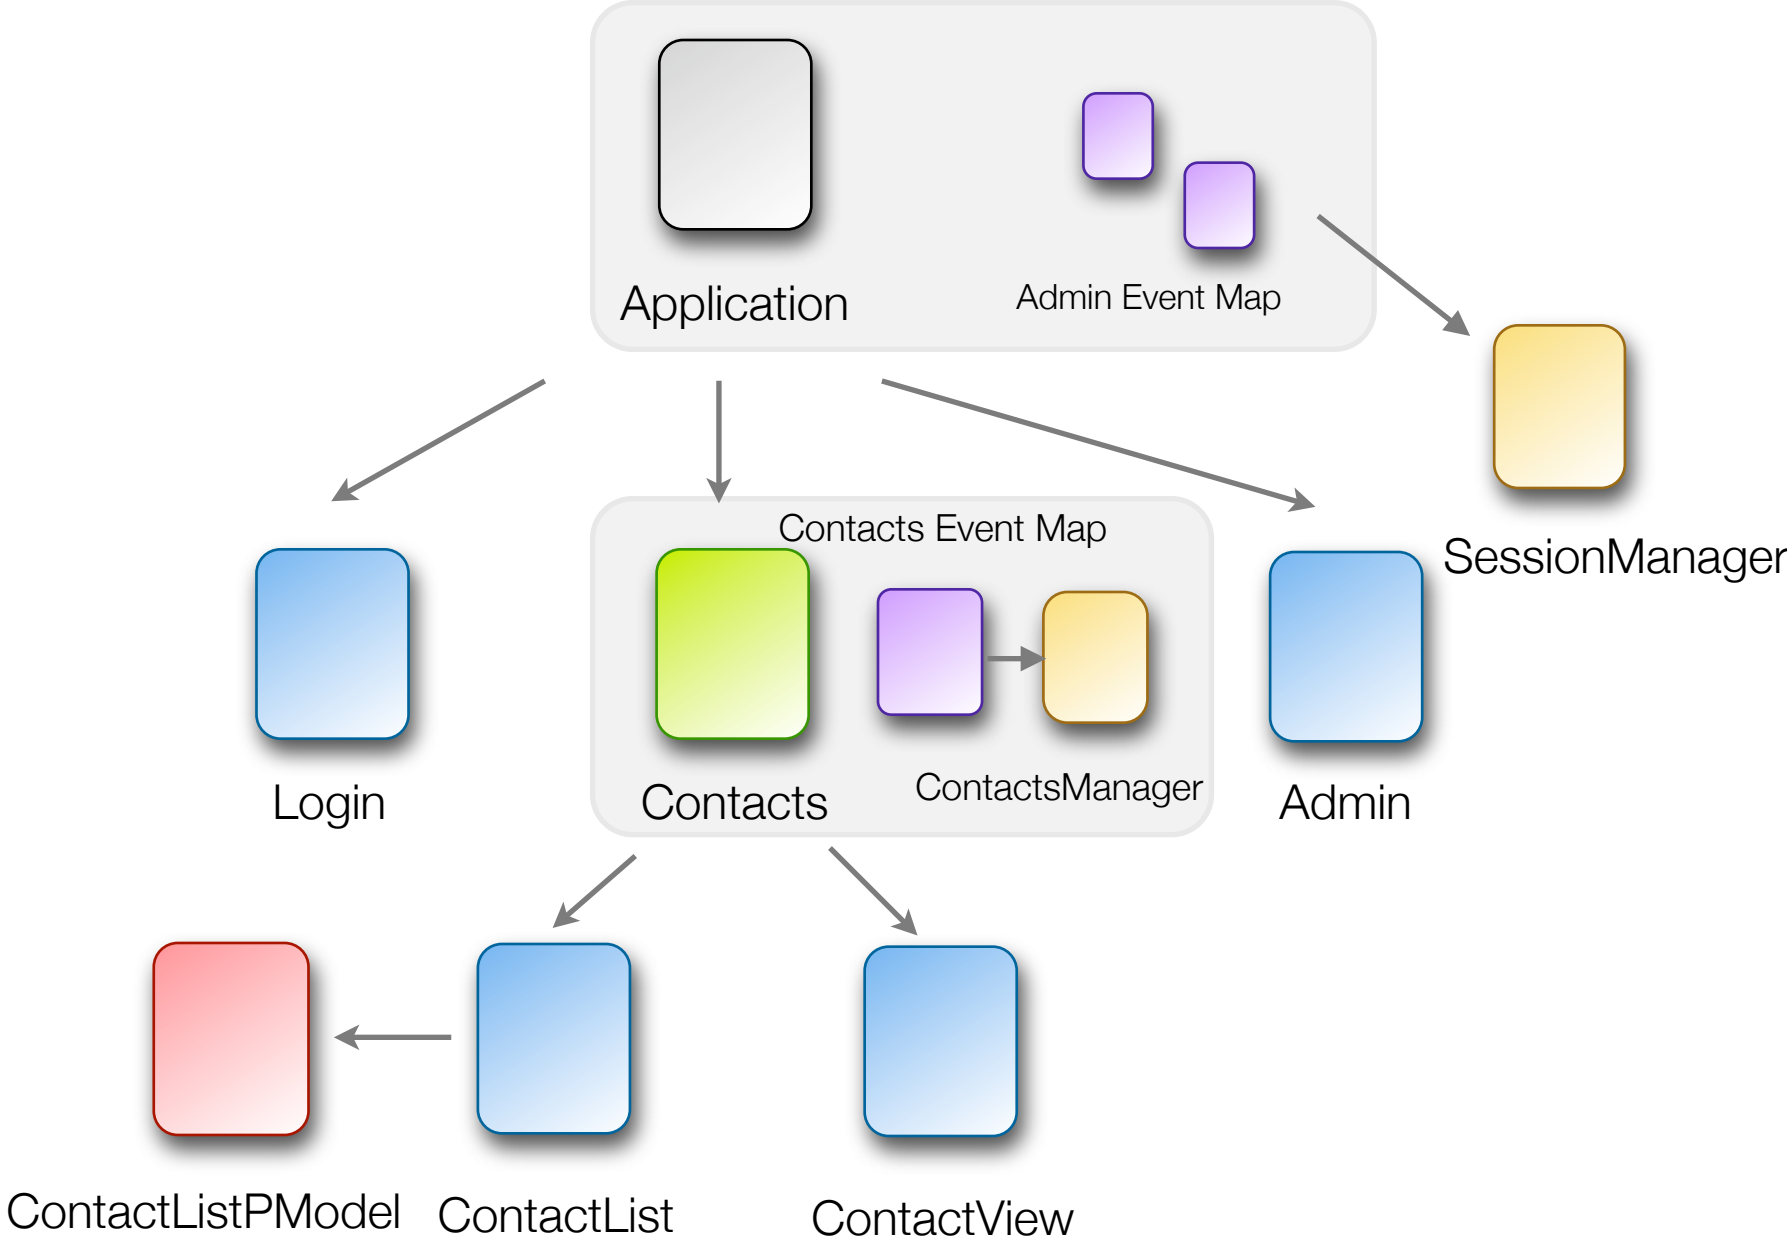 Application
Admin Event Map
SessionManager
Contacts Event Map
Login
Contacts
ContactsManager
Admin
ContactListPModel
ContactList
ContactView